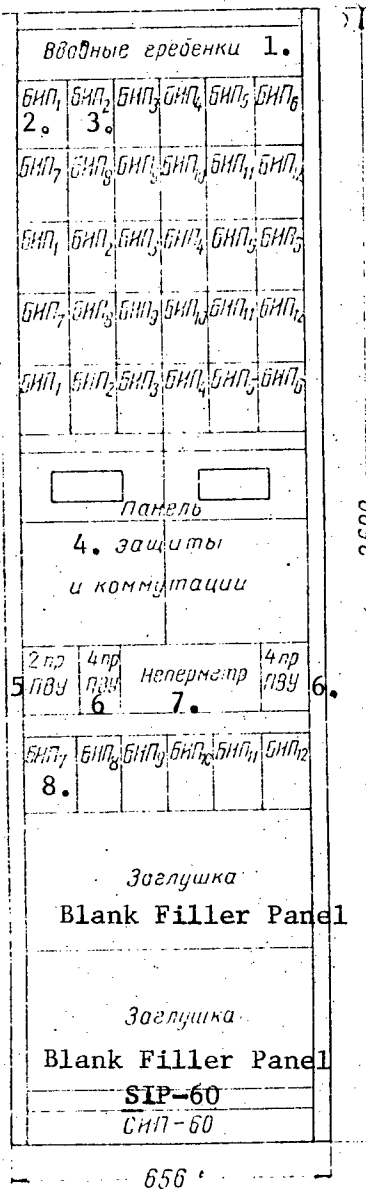 Вводные гребенки 1.
БИП₁ БИП₂ БИП₃ БИП₄ БИП₅ БИП₆
2. 3.
БИП₇ БИП₈ БИП₉ БИП₁₀ БИП₁₁ БИП₁₂
БИП₁ БИП₂ БИП₃ БИП₄ БИП₅ БИП₆
БИП₇ БИП₈ БИП₉ БИП₁₀ БИП₁₁ БИП₁₂
БИП₁ БИП₂ БИП₃ БИП₄ БИП₅ БИП₆
Панель
4. защиты
и коммутации
2 пр 4 пр Неперметр 4 пр
5 ПВУ ПВУ ПВУ 6.
6 7.
БИП₇ БИП₈ БИП₉ БИП₁₀ БИП₁₁ БИП₁₂
8.
Заглушка
Blank Filler Panel
Заглушка
Blank Filler Panel
SIP-60
СИП-60
656